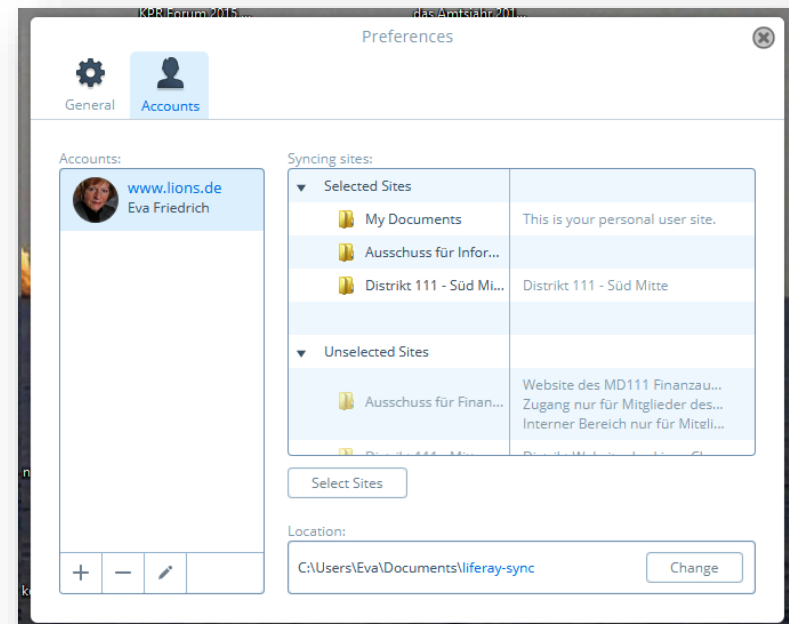 KPR Forum 2015 ...
das Amtsjahr 201...
Preferences
General
Accounts
Accounts:
www.lions.de
Eva Friedrich
Syncing sites:
Selected Sites
My Documents
This is your personal user site.
Ausschuss für Infor...
Distrikt 111 - Süd Mi...
Distrikt 111 - Süd Mitte
Unselected Sites
Ausschuss für Finan...
Website des MD111 Finanzau...
Zugang nur für Mitglieder des...
Interner Bereich nur für Mitgli...
Select Sites
Location:
C:\Users\Eva\Documents\liferay-sync
Change